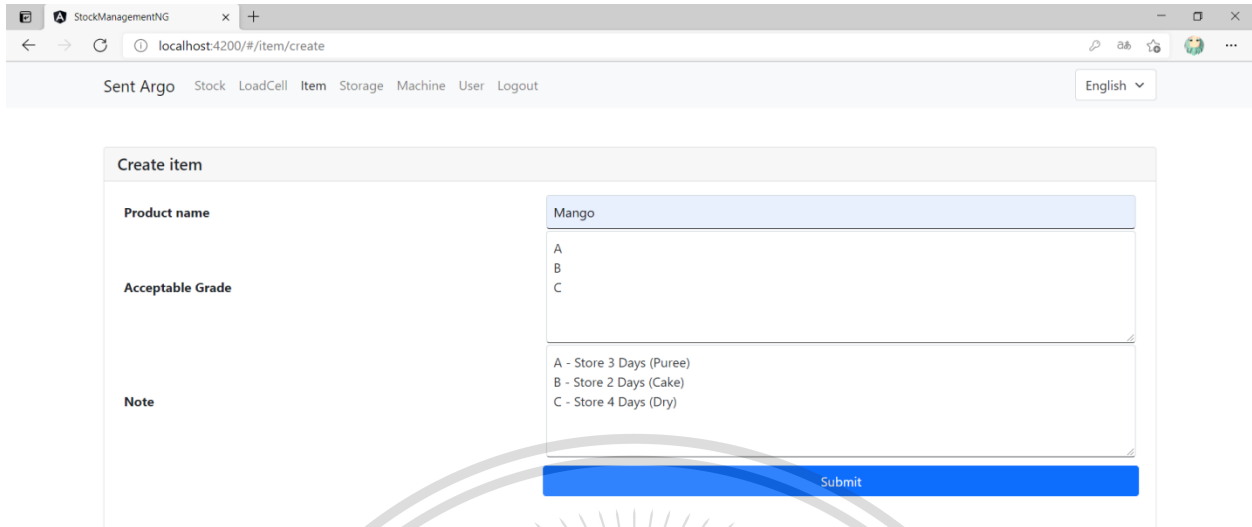 StockManagementNG
localhost:4200/#/item/create
Sent Argo Stock LoadCell Item Storage Machine User Logout English
Create item
Product name Mango
Acceptable Grade
A
B
C
Note
A - Store 3 Days (Puree)
B - Store 2 Days (Cake)
C - Store 4 Days (Dry)
Submit